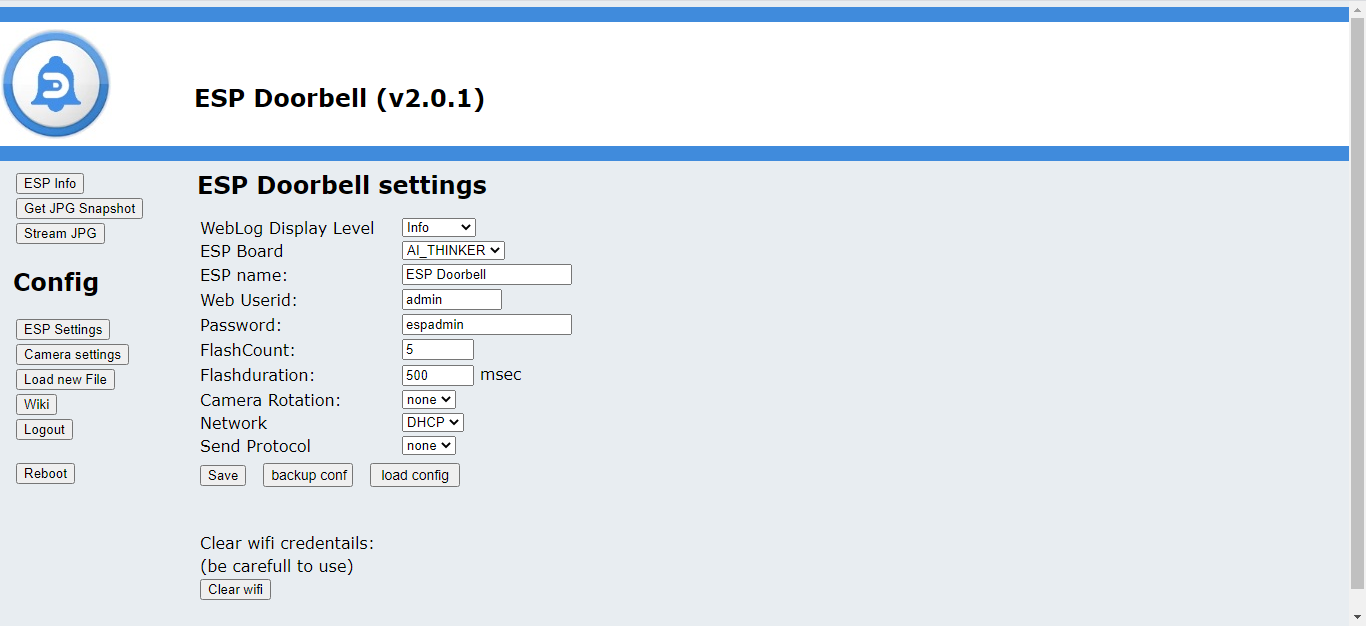 ESP Doorbell (v2.0.1)
ESP Info
Get JPG Snapshot
Stream JPG
Config
ESP Settings
Camera settings
Load new File
Wiki
Logout
Reboot
ESP Doorbell settings
WebLog Display Level Info
ESP Board AI_THINKER
ESP name: ESP Doorbell
Web Userid: admin
Password: espadmin
FlashCount: 5
Flashduration: 500 msec
Camera Rotation: none
Network DHCP
Send Protocol none
Save backup conf load config
Clear wifi credentails:
(be carefull to use)
Clear wifi